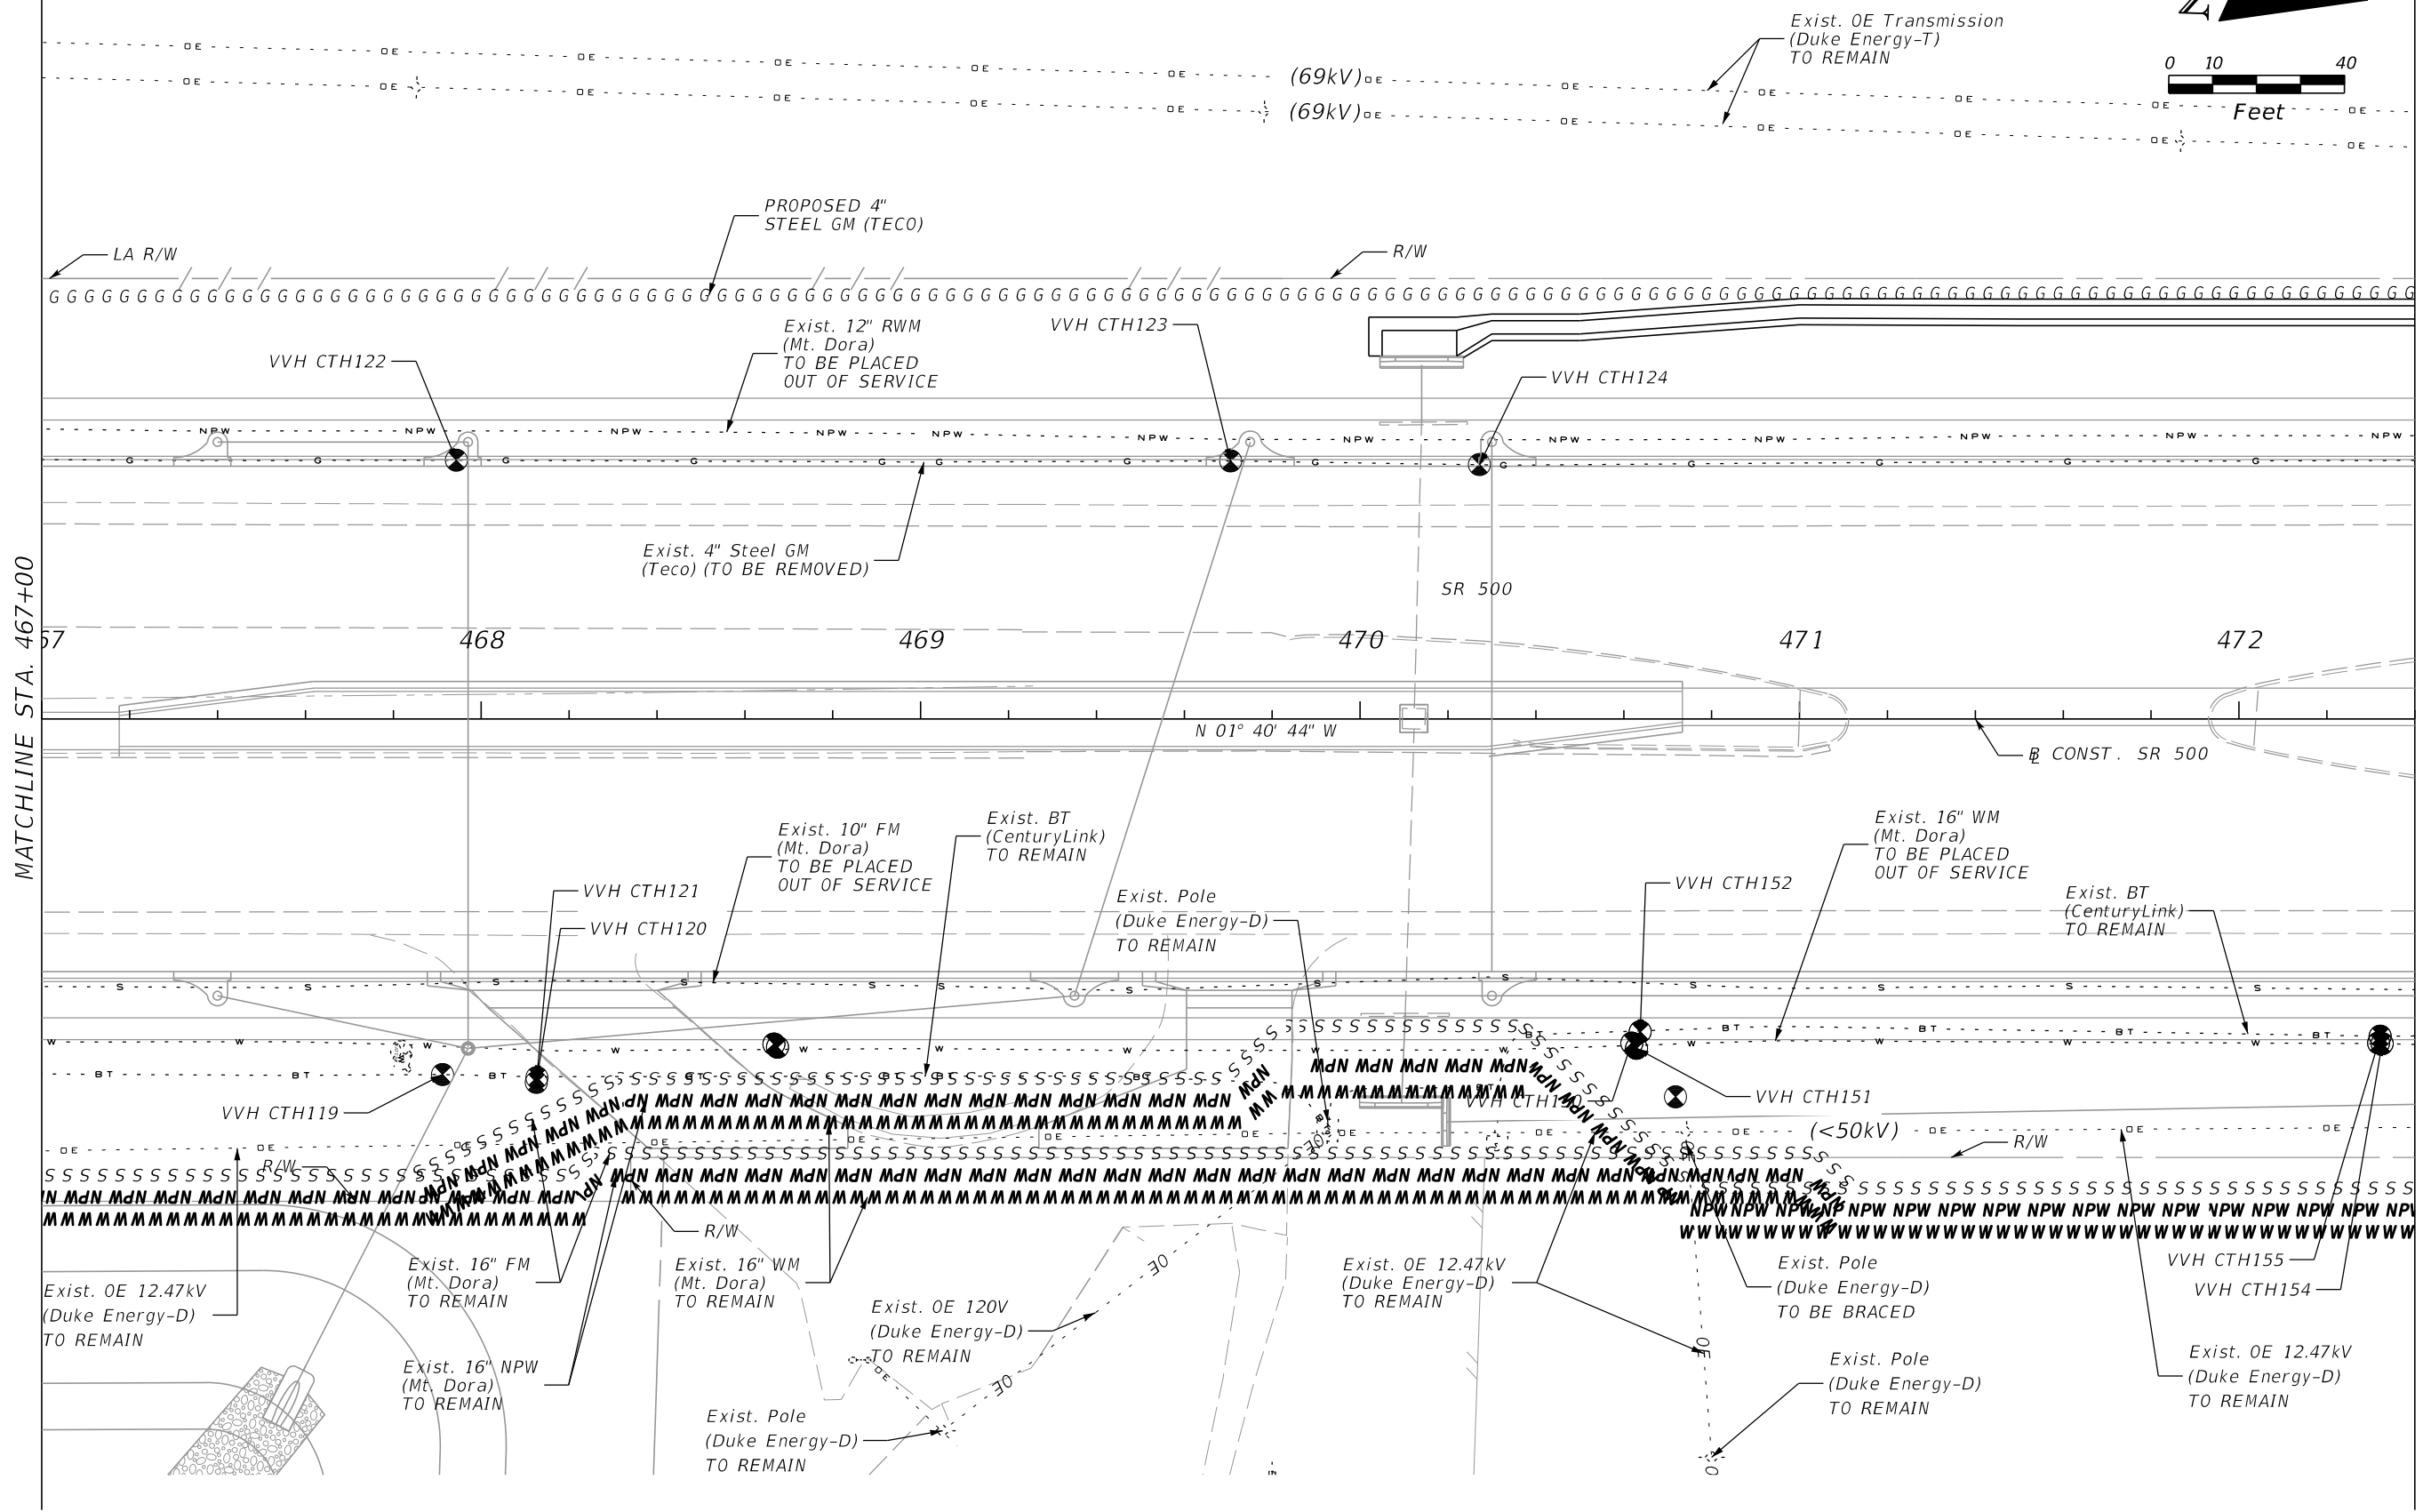 Exist. OE Transmission
(Duke Energy-T)
TO REMAIN
0 10 40
Feet
(69kV)
(69kV)
PROPOSED 4"
STEEL GM (TECO)
LA R/W
R/W
Exist. 12" RWM
(Mt. Dora)
TO BE PLACED
OUT OF SERVICE
VVH CTH122
VVH CTH123
VVH CTH124
Exist. 4" Steel GM
(Teco) (TO BE REMOVED)
SR 500
MATCHLINE STA. 467+00
67 468 469 470 471 472
N 01° 40' 44" W
BL CONST. SR 500
Exist. 10" FM
(Mt. Dora)
TO BE PLACED
OUT OF SERVICE
Exist. BT
(CenturyLink)
TO REMAIN
Exist. 16" WM
(Mt. Dora)
TO BE PLACED
OUT OF SERVICE
VVH CTH121
VVH CTH120
Exist. Pole
(Duke Energy-D)
TO REMAIN
VVH CTH152
Exist. BT
(CenturyLink)
TO REMAIN
VVH CTH119
VVH CTH151
(<50kV)
R/W
R/W
R/W
Exist. OE 12.47kV
(Duke Energy-D)
TO REMAIN
Exist. 16" FM
(Mt. Dora)
TO REMAIN
Exist. 16" WM
(Mt. Dora)
TO REMAIN
Exist. 16" NPW
(Mt. Dora)
TO REMAIN
Exist. OE 120V
(Duke Energy-D)
TO REMAIN
Exist. Pole
(Duke Energy-D)
TO REMAIN
Exist. OE 12.47kV
(Duke Energy-D)
TO REMAIN
Exist. Pole
(Duke Energy-D)
TO BE BRACED
Exist. Pole
(Duke Energy-D)
TO REMAIN
VVH CTH155
VVH CTH154
Exist. OE 12.47kV
(Duke Energy-D)
TO REMAIN